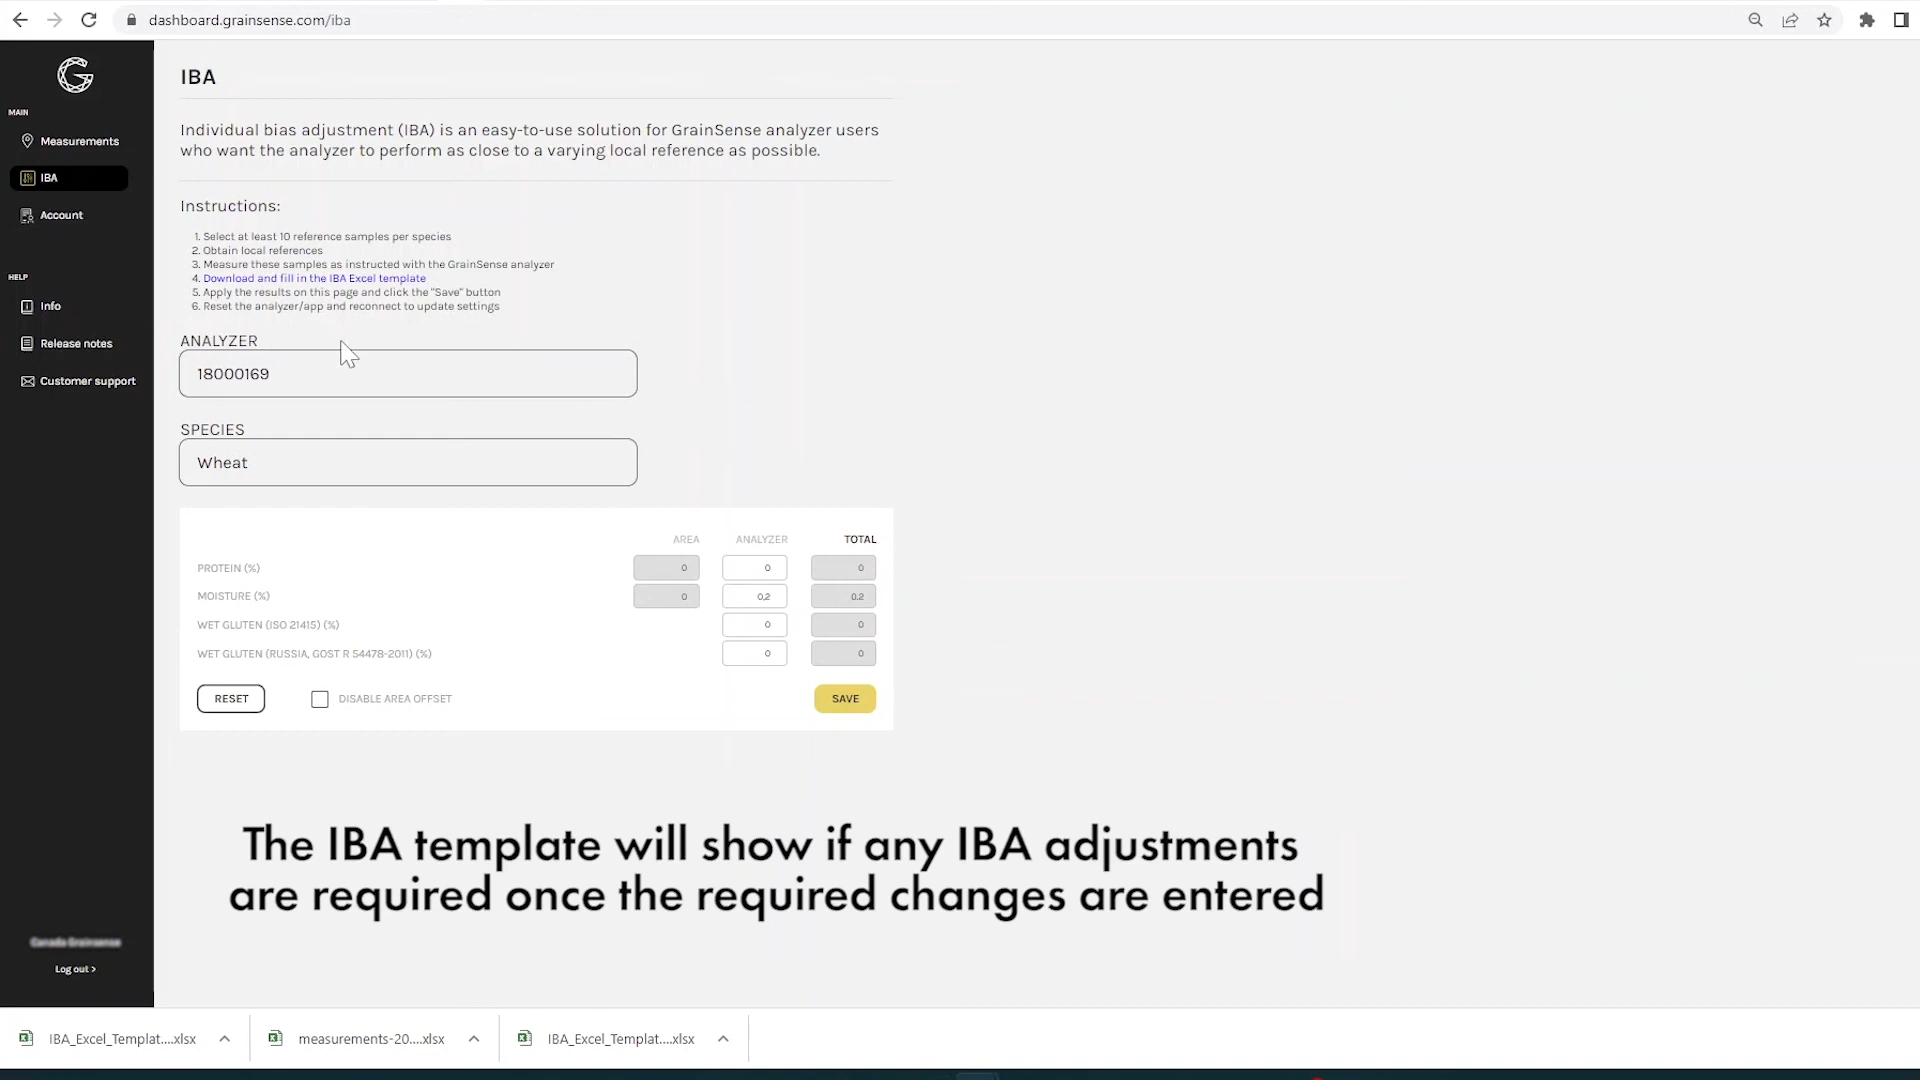 dashboard.grainsense.com/iba
MAIN
Measurements
IBA
Account
HELP
Info
Release notes
Customer support
Log out >
IBA
Individual bias adjustment (IBA) is an easy-to-use solution for GrainSense analyzer users
who want the analyzer to perform as close to a varying local reference as possible.
Instructions:
1. Select at least 10 reference samples per species
2. Obtain local references
3. Measure these samples as instructed with the GrainSense analyzer
4. Download and fill in the IBA Excel template
5. Apply the results on this page and click the "Save" button
6. Reset the analyzer/app and reconnect to update settings
ANALYZER
18000169
SPECIES
Wheat
AREA ANALYZER TOTAL
PROTEIN (%) 0 0 0
MOISTURE (%) 0 0,2 0.2
WET GLUTEN (ISO 21415) (%) 0 0
WET GLUTEN (RUSSIA, GOST R 54478-2011) (%) 0 0
RESET DISABLE AREA OFFSET SAVE
The IBA template will show if any IBA adjustments
are required once the required changes are entered
IBA_Excel_Templat....xlsx measurements-20....xlsx IBA_Excel_Templat....xlsx